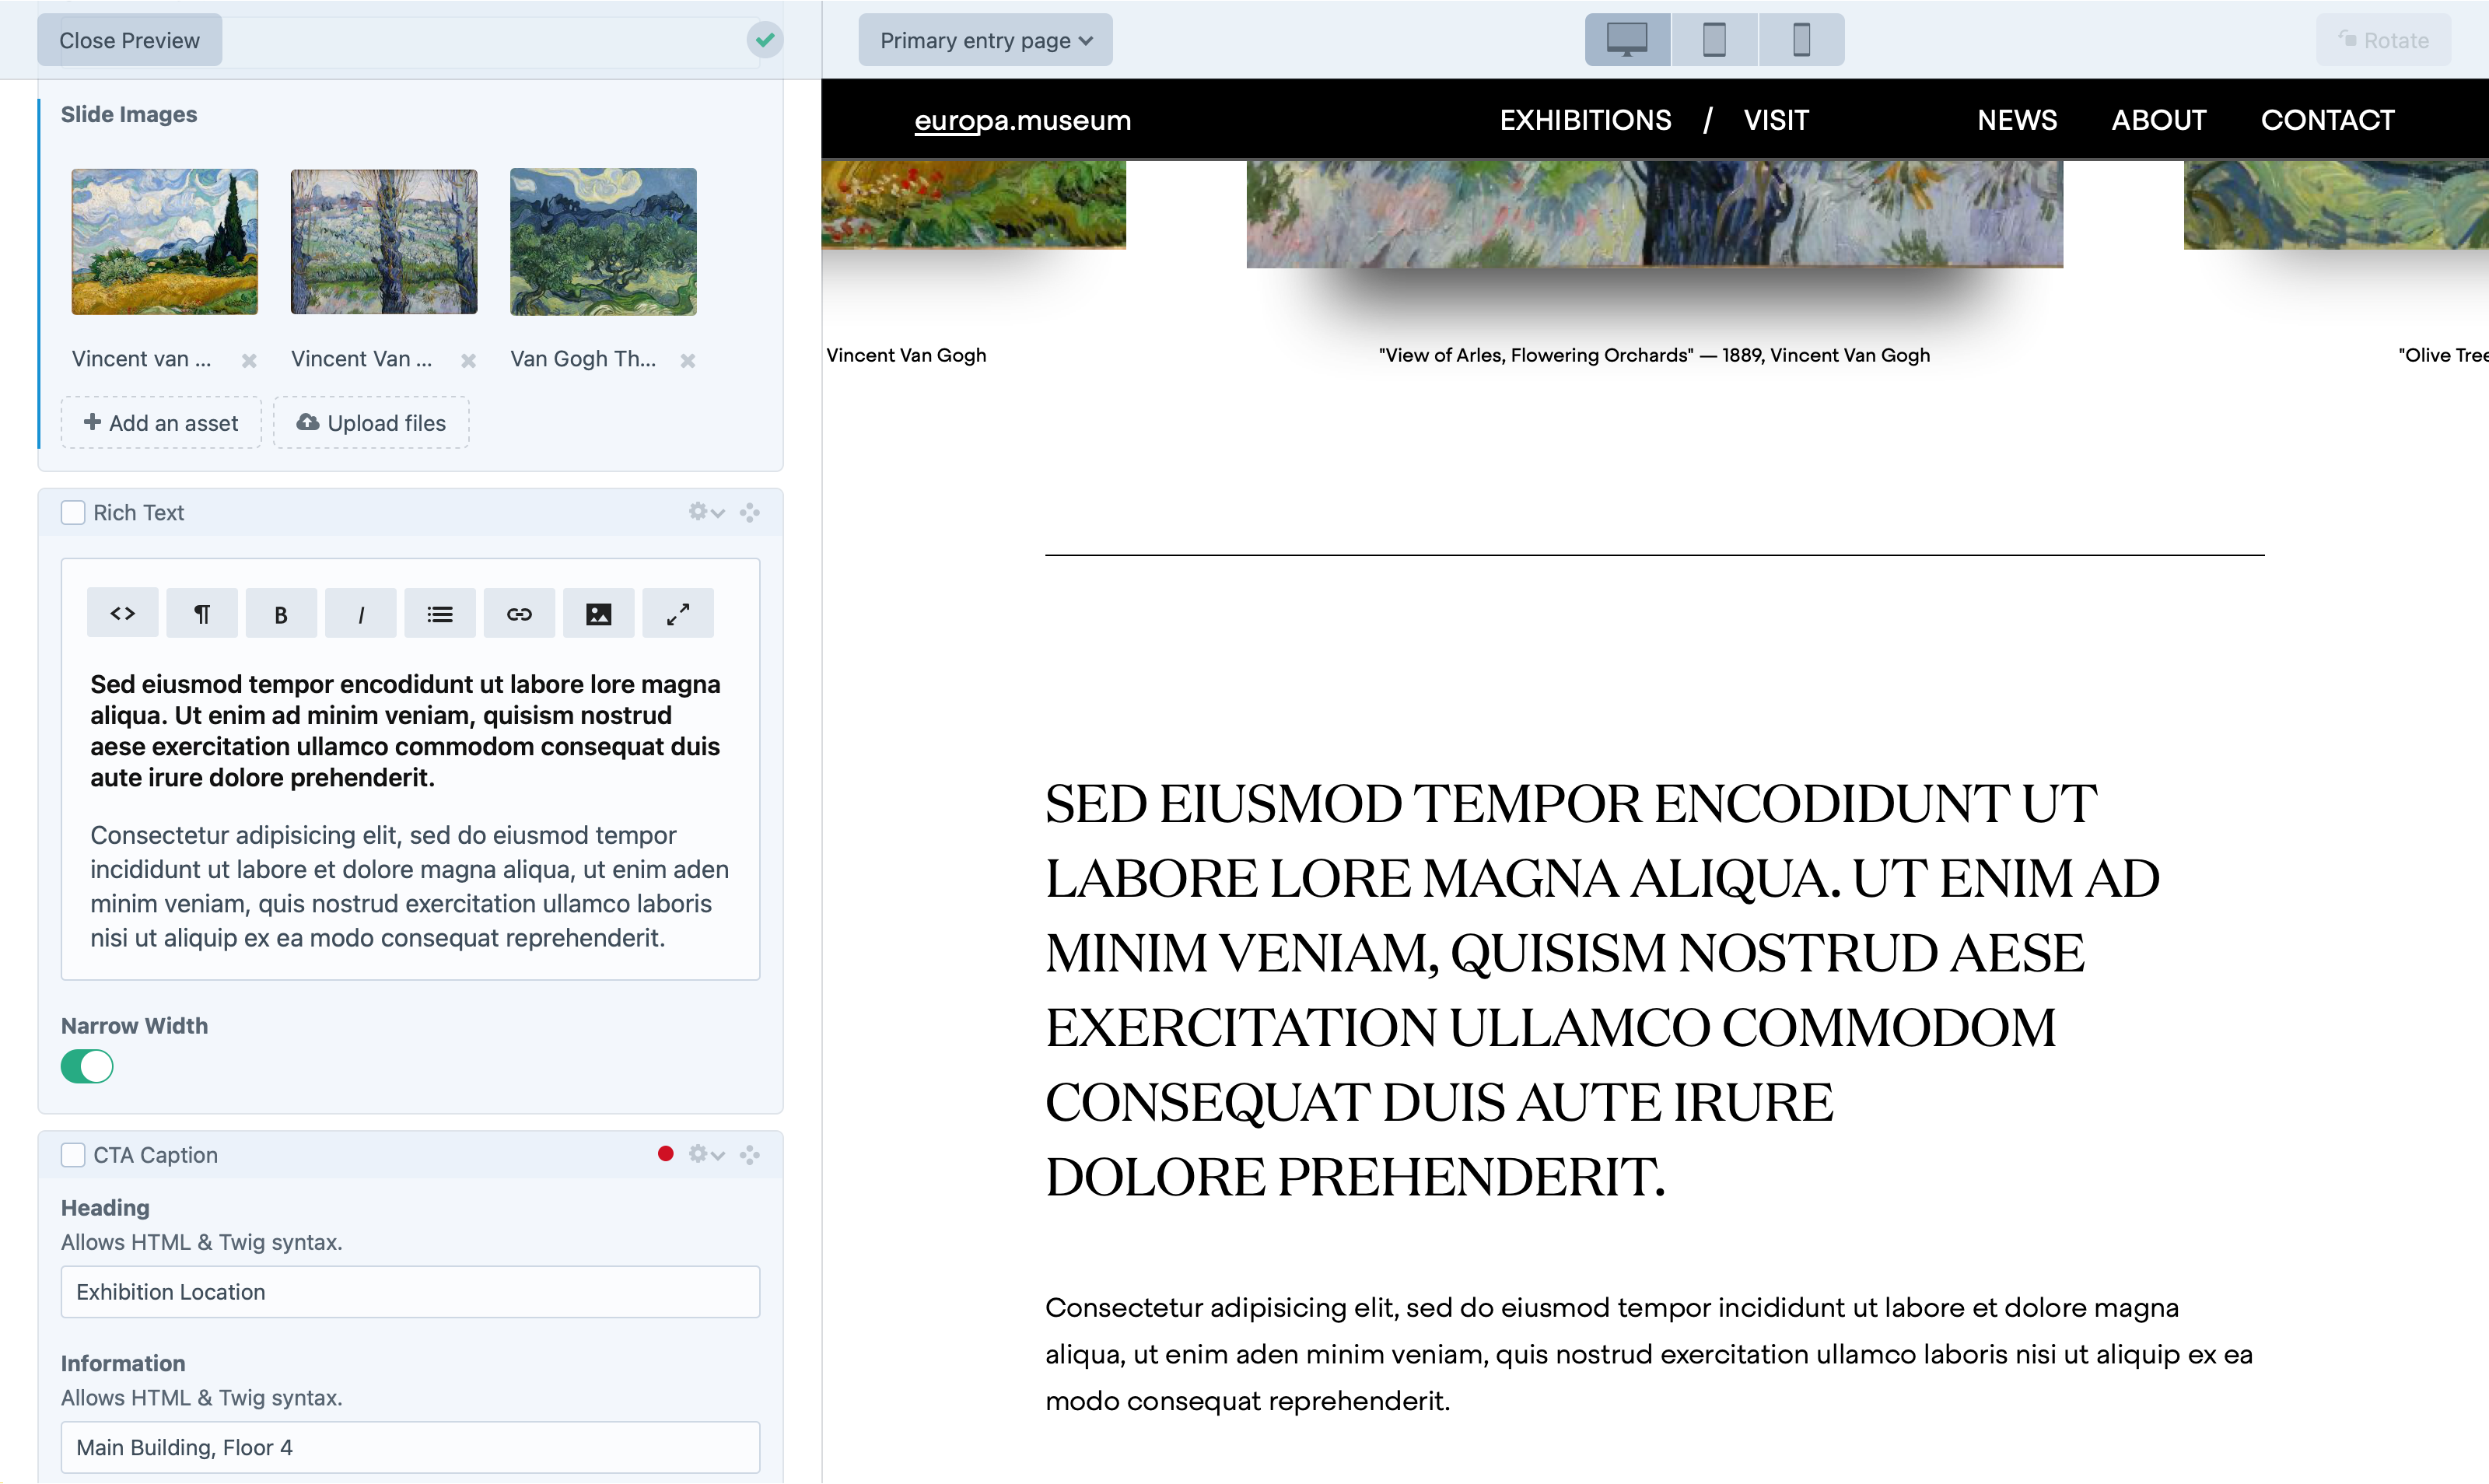 Close Preview
Slide Images
Vincent van ...
Vincent Van ...
Van Gogh Th...
Add an asset
Upload files
Rich Text
B
I
Sed eiusmod tempor encodidunt ut labore lore magna
aliqua. Ut enim ad minim veniam, quisism nostrud
aese exercitation ullamco commodom consequat duis
aute irure dolore prehenderit.
Consectetur adipisicing elit, sed do eiusmod tempor
incididunt ut labore et dolore magna aliqua, ut enim aden
minim veniam, quis nostrud exercitation ullamco laboris
nisi ut aliquip ex ea modo consequat reprehenderit.
Narrow Width
CTA Caption
Heading
Allows HTML & Twig syntax.
Exhibition Location
Information
Allows HTML & Twig syntax.
Main Building, Floor 4
Primary entry page
Rotate
europa.museum
EXHIBITIONS / VISIT
NEWS
ABOUT
CONTACT
Vincent Van Gogh
"View of Arles, Flowering Orchards" — 1889, Vincent Van Gogh
"Olive Tree
SED EIUSMOD TEMPOR ENCODIDUNT UT
LABORE LORE MAGNA ALIQUA. UT ENIM AD
MINIM VENIAM, QUISISM NOSTRUD AESE
EXERCITATION ULLAMCO COMMODOM
CONSEQUAT DUIS AUTE IRURE
DOLORE PREHENDERIT.
Consectetur adipisicing elit, sed do eiusmod tempor incididunt ut labore et dolore magna
aliqua, ut enim aden minim veniam, quis nostrud exercitation ullamco laboris nisi ut aliquip ex ea
modo consequat reprehenderit.